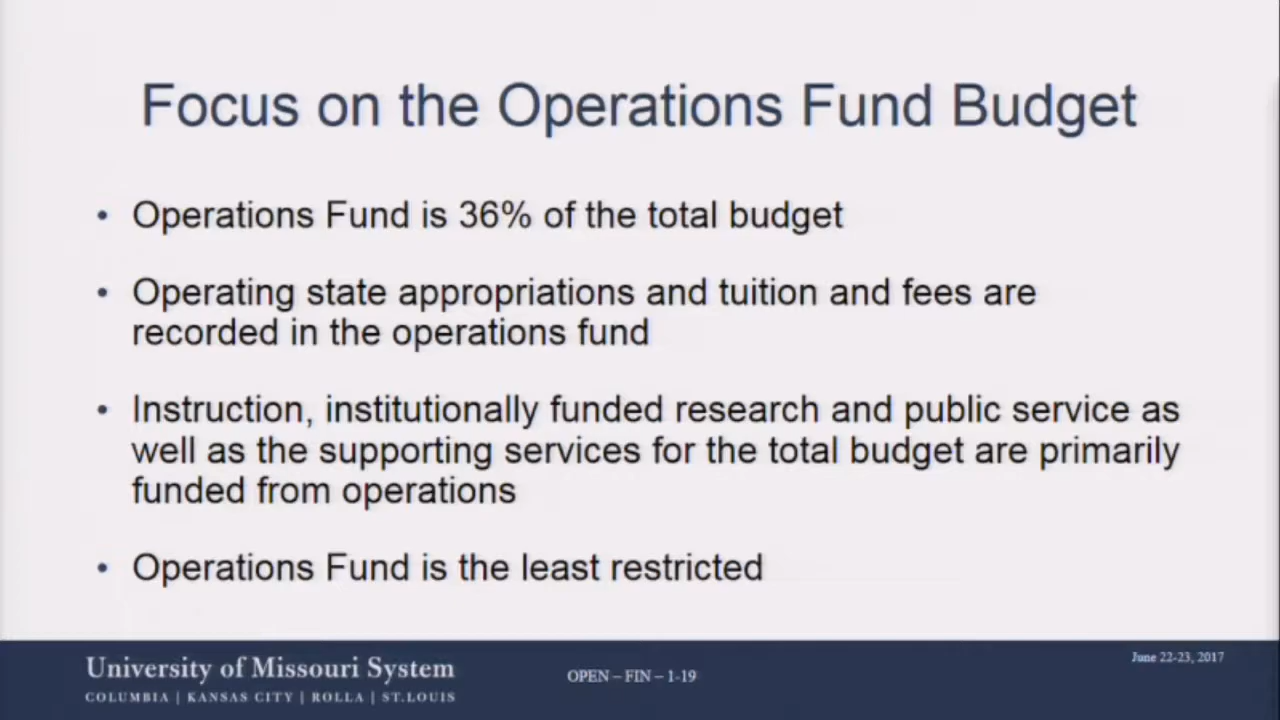 Focus on the Operations Fund Budget
• Operations Fund is 36% of the total budget
• Operating state appropriations and tuition and fees are
recorded in the operations fund
• Instruction, institutionally funded research and public service as
well as the supporting services for the total budget are primarily
funded from operations
• Operations Fund is the least restricted
University of Missouri System
COLUMBIA | KANSAS CITY | ROLLA | ST.LOUIS
OPEN – FIN – 1-19
June 22-23, 2017